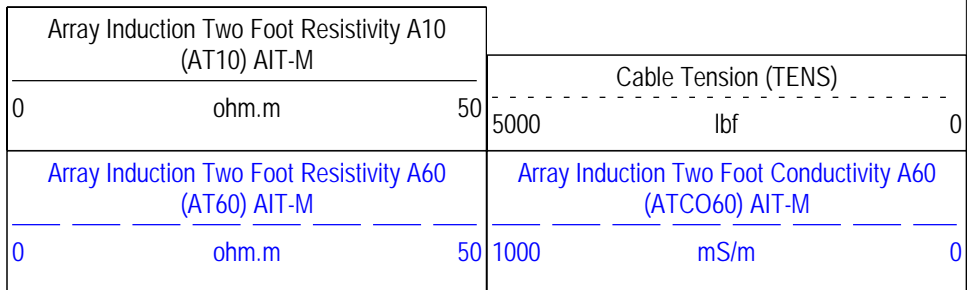 Array Induction Two Foot Resistivity A10
(AT10) AIT-M
0 ohm.m 50
Cable Tension (TENS)
5000 lbf 0
Array Induction Two Foot Resistivity A60
(AT60) AIT-M
0 ohm.m 50
Array Induction Two Foot Conductivity A60
(ATCO60) AIT-M
1000 mS/m 0